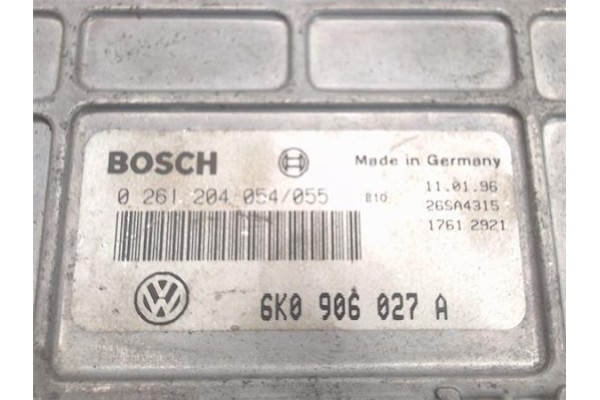 BOSCH Made in Germany
0 261 204 054/055 B10 11.01.96
26SA4315
1761 2921
VW 6K0 906 027 A